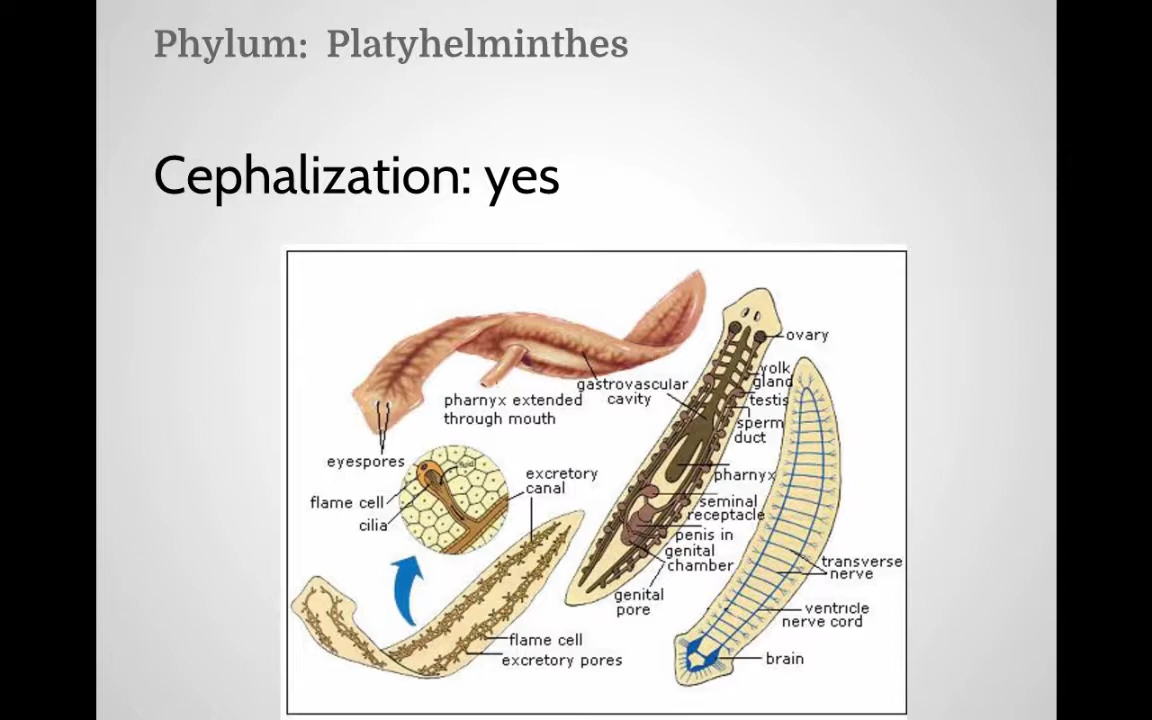 Phylum: Platyhelminthes
Cephalization: yes
ovary
yolk
gland
testis
sperm
duct
gastrovascular
cavity
pharnyx extended
through mouth
eyespores
fluid
flame cell
cilia
excretory
canal
pharnyx
seminal
receptacle
penis in
genital
chamber
genital
pore
transverse
nerve
ventricle
nerve cord
brain
flame cell
excretory pores